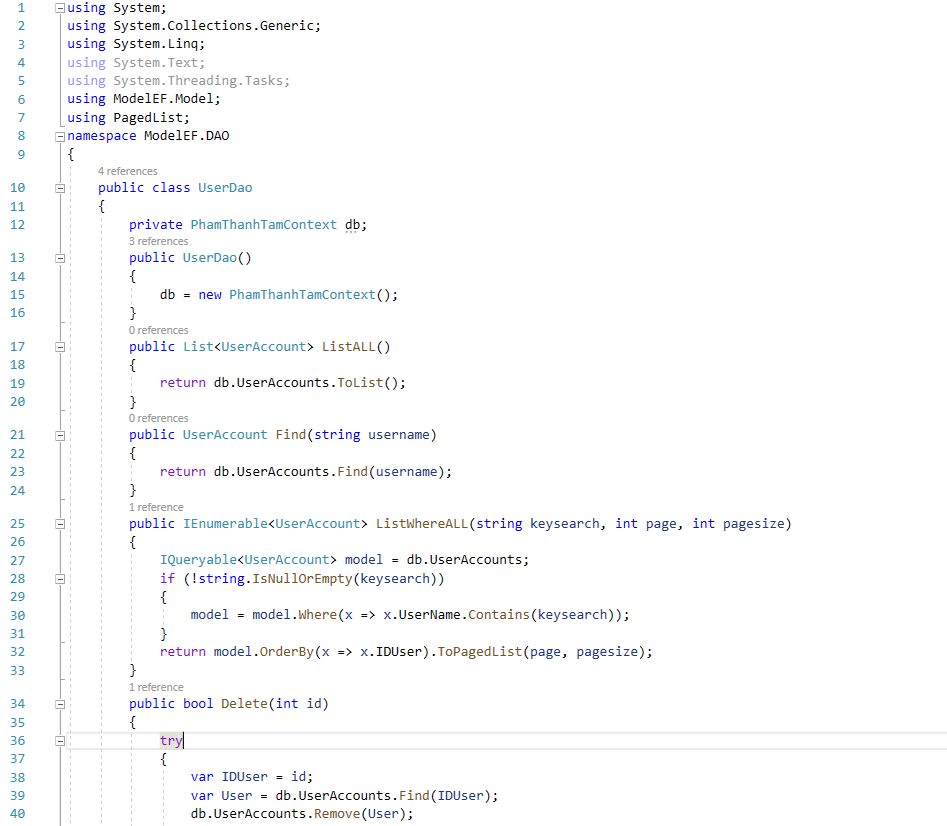 1 using System;
2 using System.Collections.Generic;
3 using System.Linq;
4 using System.Text;
5 using System.Threading.Tasks;
6 using ModelEF.Model;
7 using PagedList;
8 namespace ModelEF.DAO
9 {
4 references
10 public class UserDao
11 {
12 private PhamThanhTamContext db;
3 references
13 public UserDao()
14 {
15 db = new PhamThanhTamContext();
16 }
0 references
17 public List<UserAccount> ListALL()
18 {
19 return db.UserAccounts.ToList();
20 }
0 references
21 public UserAccount Find(string username)
22 {
23 return db.UserAccounts.Find(username);
24 }
1 reference
25 public IEnumerable<UserAccount> ListWhereALL(string keysearch, int page, int pagesize)
26 {
27 IQueryable<UserAccount> model = db.UserAccounts;
28 if (!string.IsNullOrEmpty(keysearch))
29 {
30 model = model.Where(x => x.UserName.Contains(keysearch));
31 }
32 return model.OrderBy(x => x.IDUser).ToPagedList(page, pagesize);
33 }
1 reference
34 public bool Delete(int id)
35 {
36 try
37 {
38 var IDUser = id;
39 var User = db.UserAccounts.Find(IDUser);
40 db.UserAccounts.Remove(User);